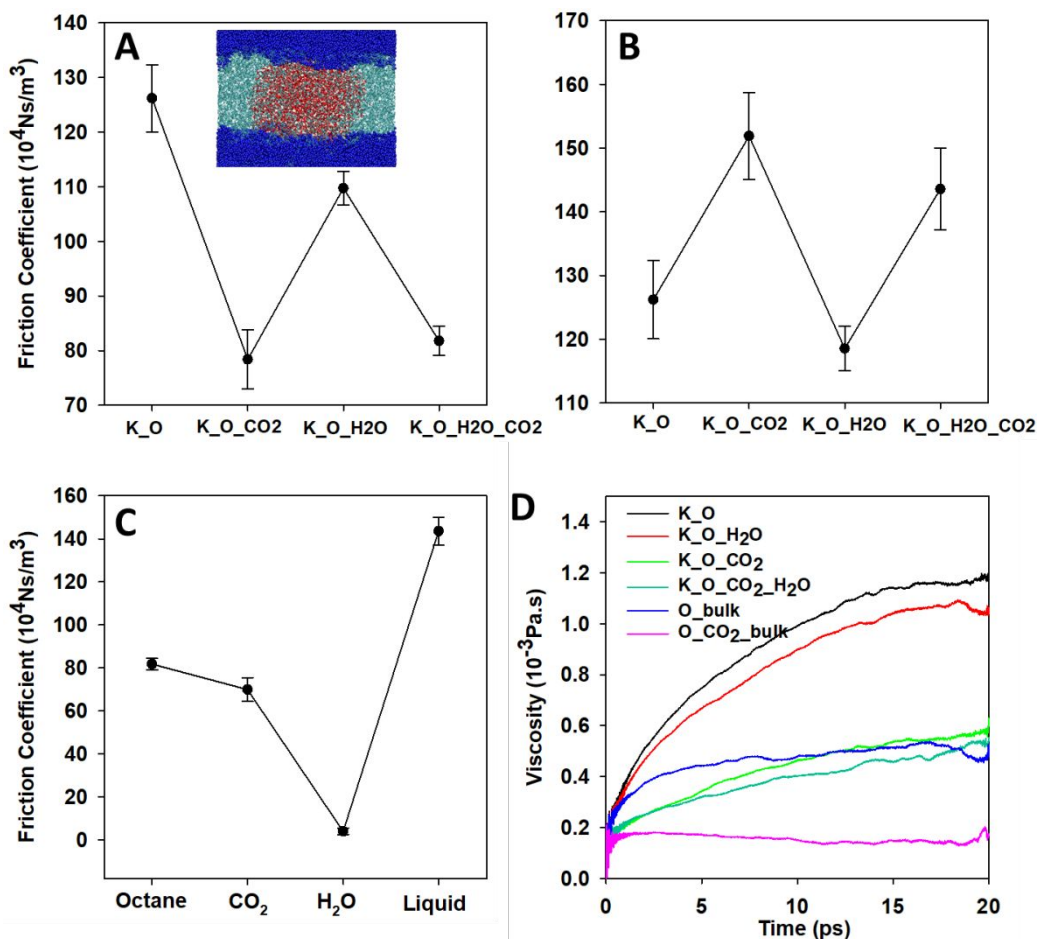 A
Friction Coefficient (10⁴Ns/m³)
140
130
120
110
100
90
80
70
K_O
K_O_CO2
K_O_H2O
K_O_H2O_CO2
B
170
160
150
140
130
120
110
K_O
K_O_CO2
K_O_H2O
K_O_H2O_CO2
C
Friction Coefficient (10⁴Ns/m³)
160
140
120
100
80
60
40
20
0
Octane
CO₂
H₂O
Liquid
D
Viscosity (10⁻³Pa.s)
1.4
1.2
1.0
0.8
0.6
0.4
0.2
0.0
K_O
K_O_H₂O
K_O_CO₂
K_O_CO₂_H₂O
O_bulk
O_CO₂_bulk
0
5
10
15
20
Time (ps)